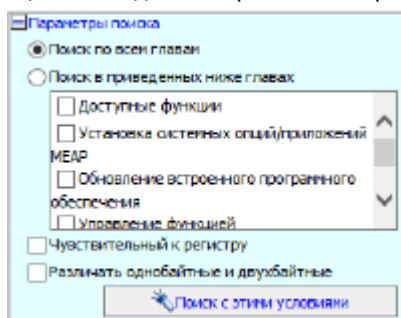 Параметры поиска
Поиск по всем главам
Поиск в приведенных ниже главах
Доступные функции
Установка системных опций/приложений
MEAP
Обновление встроенного программного
обеспечения
Управление функцией
Чувствительный к регистру
Различать однобайтные и двухбайтные
Поиск с этими условиями